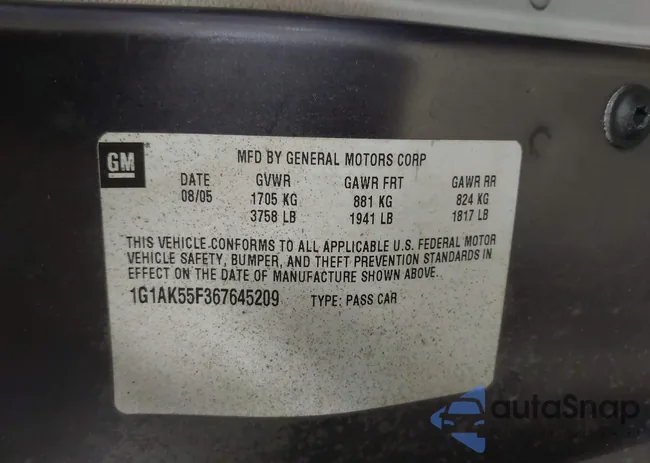 GM
MFD BY GENERAL MOTORS CORP
DATE GVWR GAWR FRT GAWR RR
08/05 1705 KG 881 KG 824 KG
3758 LB 1941 LB 1817 LB
THIS VEHICLE CONFORMS TO ALL APPLICABLE U.S. FEDERAL MOTOR
VEHICLE SAFETY, BUMPER, AND THEFT PREVENTION STANDARDS IN
EFFECT ON THE DATE OF MANUFACTURE SHOWN ABOVE.
1G1AK55F367645209 TYPE: PASS CAR
autoSnap